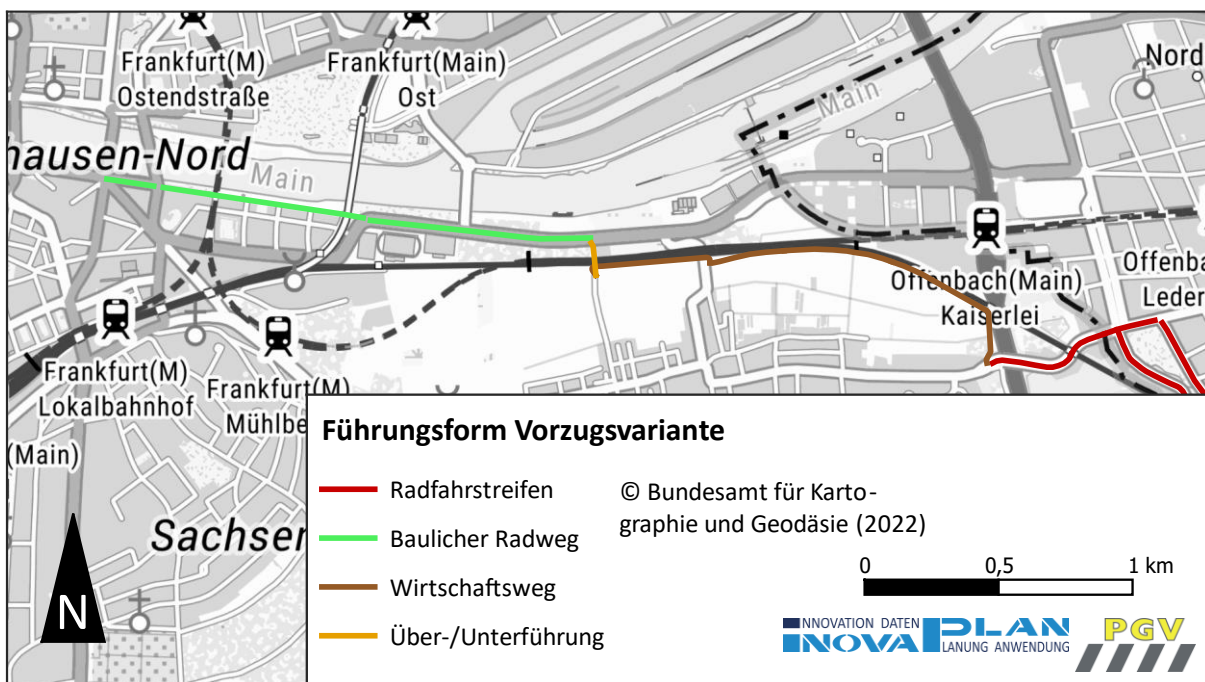 Frankfurt(M)
Ostendstraße
Frankfurt(Main)
Ost
Main
Nord
hausen-Nord
Main
Offenbach(Main)
Kaiserlei
Offenba
Leder
Frankfurt(M)
Lokalbahnhof
Frankfurt(M)
Mühlbe
(Main)
Sachsen
N
Führungsform Vorzugsvariante
Radfahrstreifen
Baulicher Radweg
Wirtschaftsweg
Über-/Unterführung
© Bundesamt für Karto-
graphie und Geodäsie (2022)
0 0,5 1 km
INNOVATION DATEN
INOVAPLAN
PLANUNG ANWENDUNG
PGV